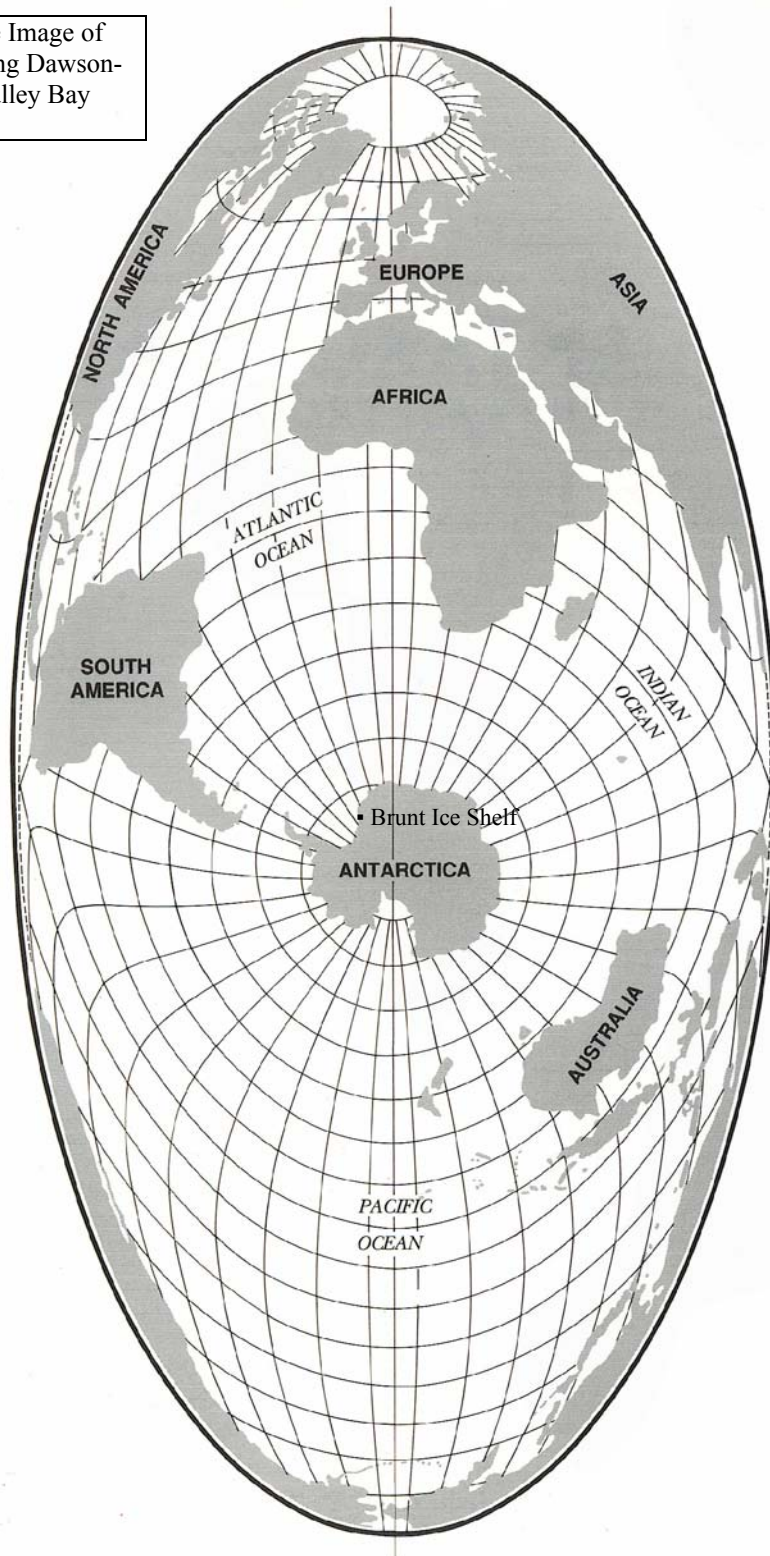 Image of
ng Dawson-
lley Bay
NORTH AMERICA
EUROPE
ASIA
AFRICA
ATLANTIC
OCEAN
SOUTH
AMERICA
INDIAN
OCEAN
Brunt Ice Shelf
ANTARCTICA
AUSTRALIA
PACIFIC
OCEAN